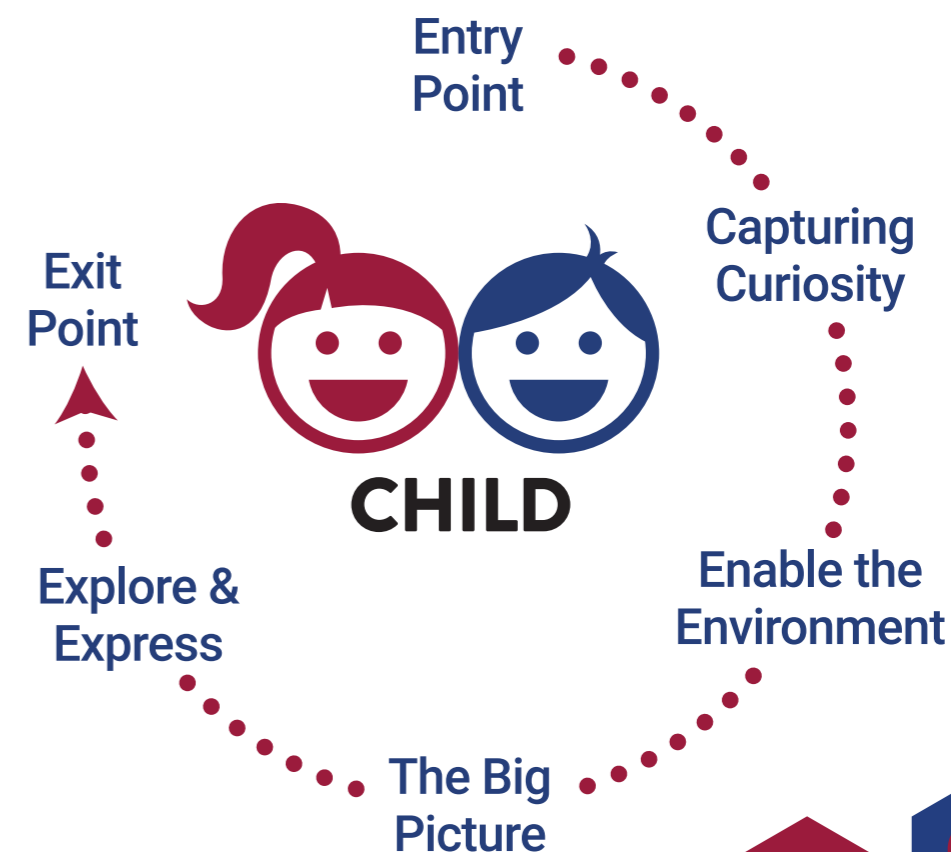 Entry
Point
Capturing
Curiosity
Enable the
Environment
The Big
Picture
Explore &
Express
Exit
Point
CHILD